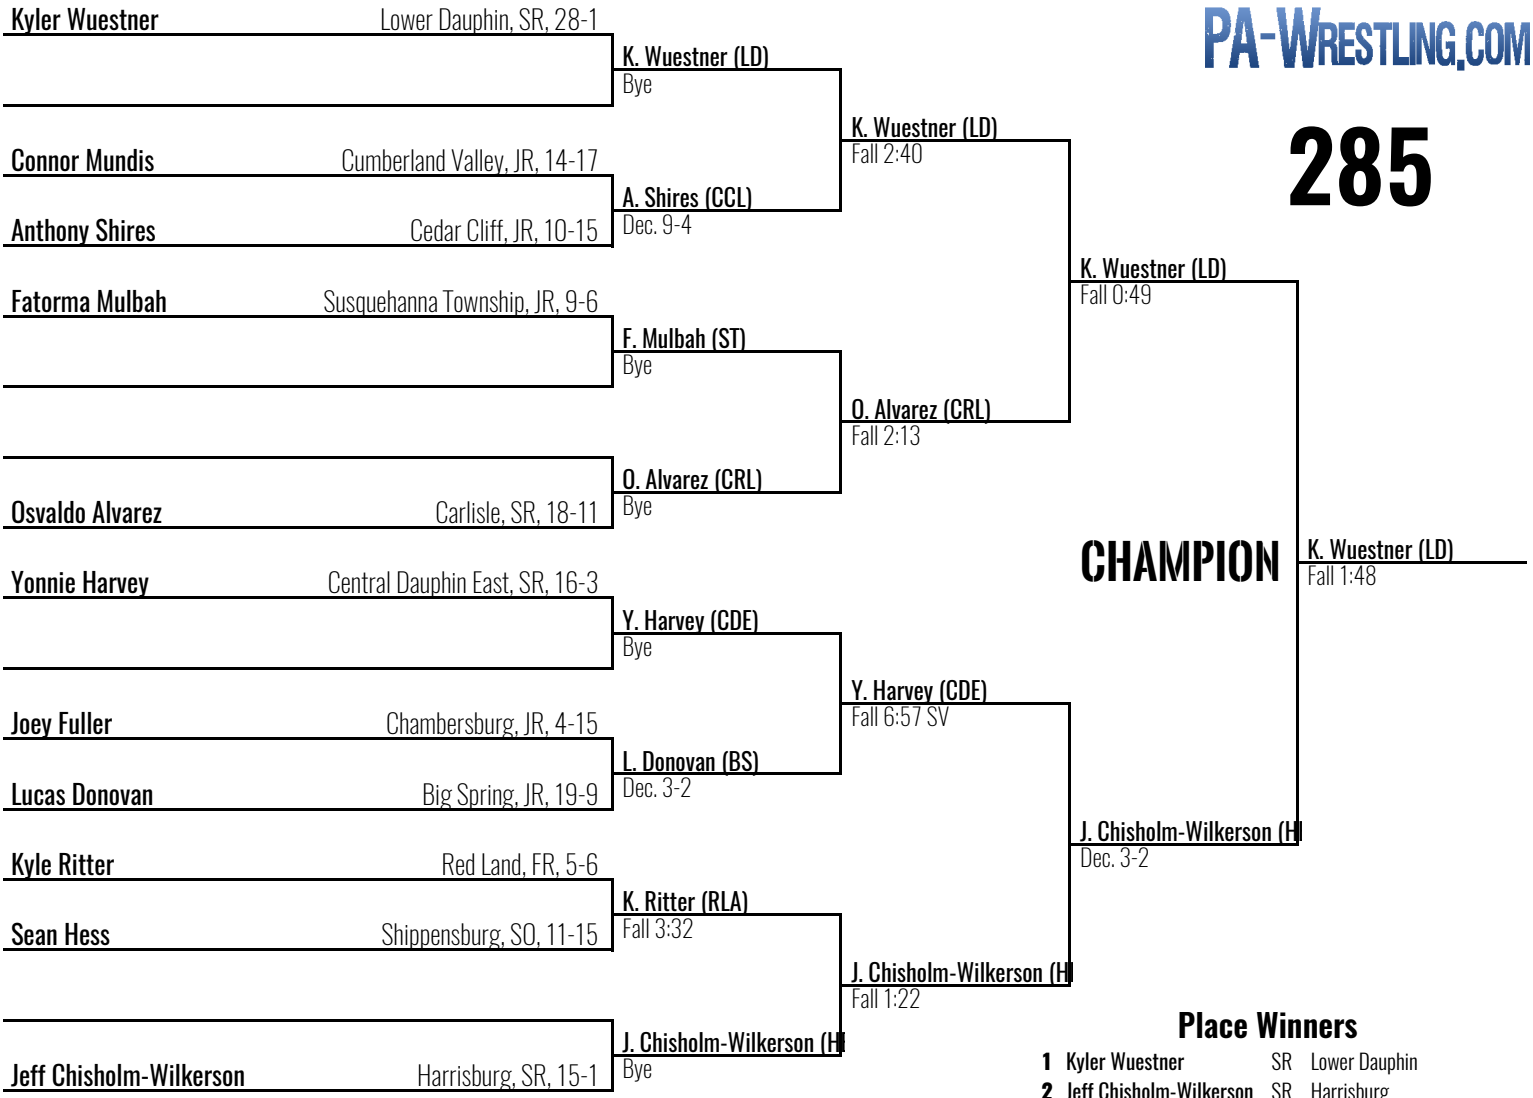 PA-WRESTLING.COM
285
Kyler Wuestner Lower Dauphin, SR, 28-1
K. Wuestner (LD)
Bye
K. Wuestner (LD)
Fall 2:40
Connor Mundis Cumberland Valley, JR, 14-17
A. Shires (CCL)
Dec. 9-4
Anthony Shires Cedar Cliff, JR, 10-15
K. Wuestner (LD)
Fall 0:49
Fatorma Mulbah Susquehanna Township, JR, 9-6
F. Mulbah (ST)
Bye
O. Alvarez (CRL)
Fall 2:13
O. Alvarez (CRL)
Bye
Osvaldo Alvarez Carlisle, SR, 18-11
CHAMPION
K. Wuestner (LD)
Fall 1:48
Yonnie Harvey Central Dauphin East, SR, 16-3
Y. Harvey (CDE)
Bye
Y. Harvey (CDE)
Fall 6:57 SV
Joey Fuller Chambersburg, JR, 4-15
L. Donovan (BS)
Dec. 3-2
Lucas Donovan Big Spring, JR, 19-9
J. Chisholm-Wilkerson (H
Dec. 3-2
Kyle Ritter Red Land, FR, 5-6
K. Ritter (RLA)
Fall 3:32
Sean Hess Shippensburg, SO, 11-15
J. Chisholm-Wilkerson (H
Fall 1:22
J. Chisholm-Wilkerson (H
Bye
Jeff Chisholm-Wilkerson Harrisburg, SR, 15-1
Place Winners
1 Kyler Wuestner SR Lower Dauphin
2 Jeff Chisholm-Wilkerson SR Harrisburg